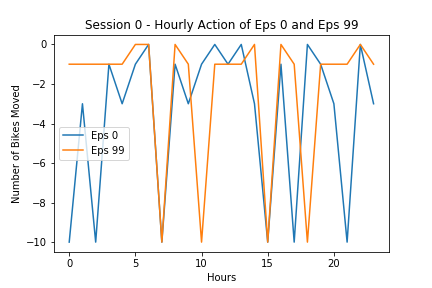 Session 0 - Hourly Action of Eps 0 and Eps 99
Number of Bikes Moved
0
−2
−4
−6
−8
−10
Eps 0
Eps 99
0 5 10 15 20
Hours